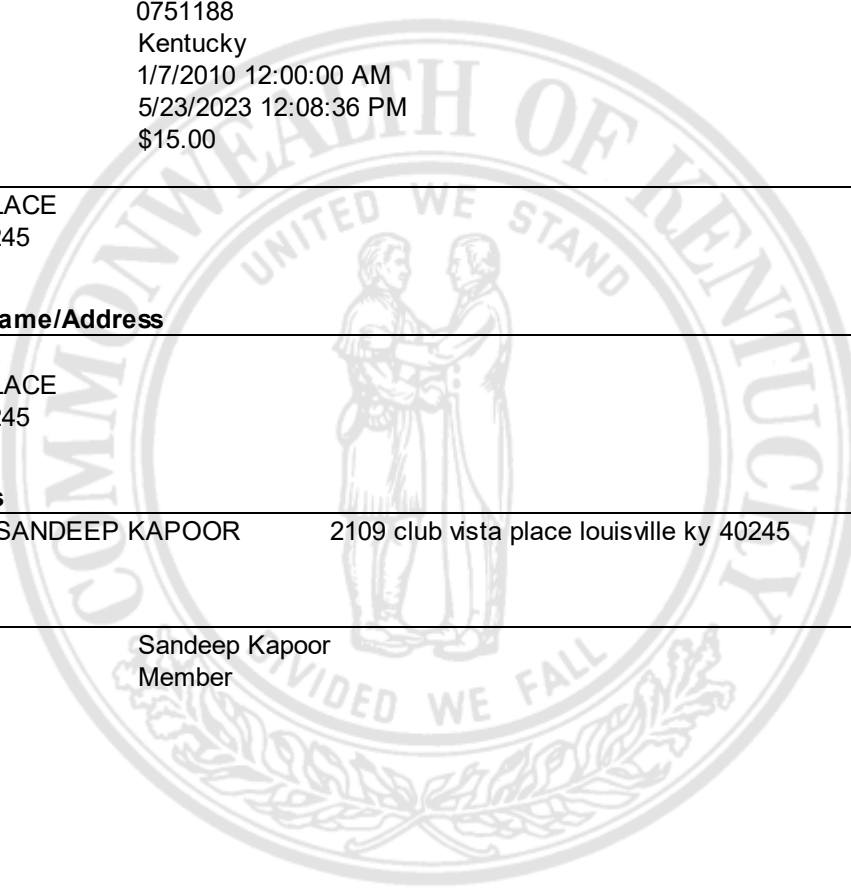 0751188
Kentucky
1/7/2010 12:00:00 AM
5/23/2023 12:08:36 PM
$15.00
LACE
245
ame/Address
LACE
245
s
SANDEEP KAPOOR 2109 club vista place louisville ky 40245
Sandeep Kapoor
Member
COMMONWEALTH OF KENTUCKY
UNITED WE STAND
DIVIDED WE FALL